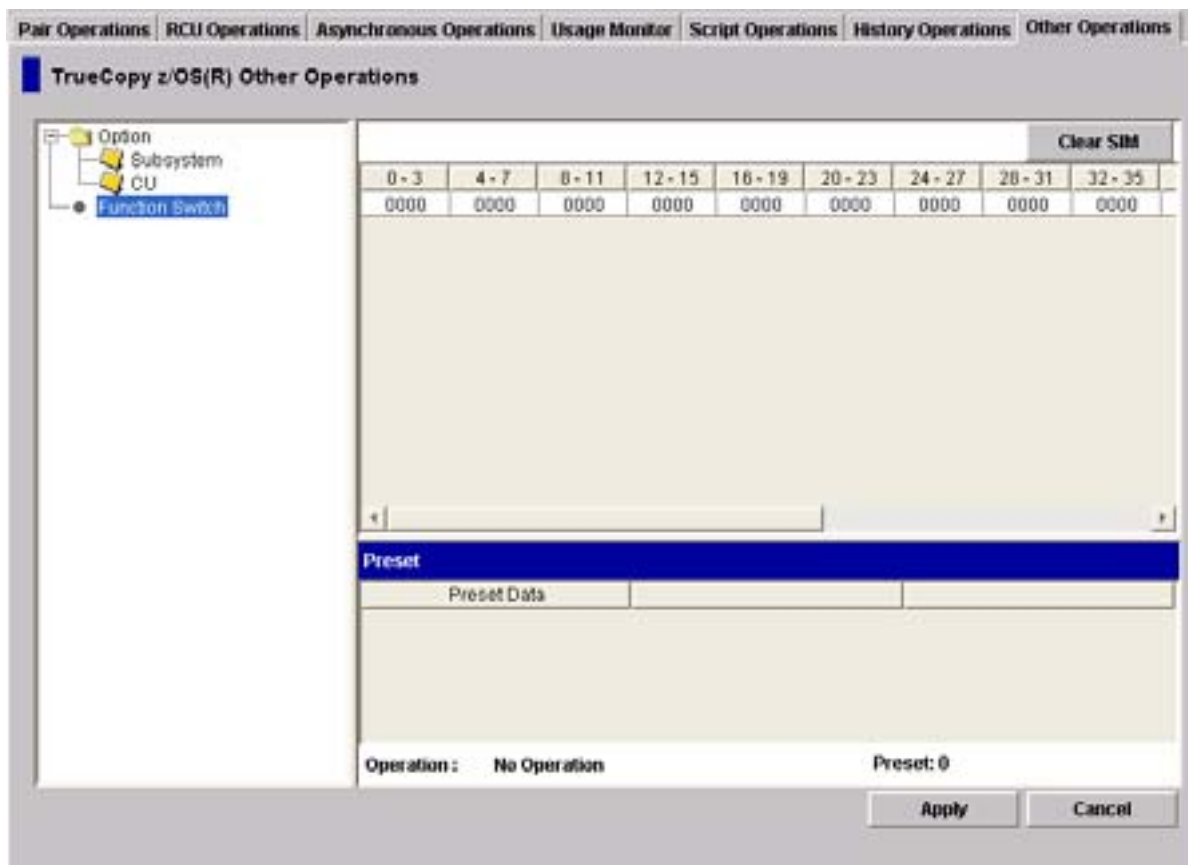 Pair Operations RCU Operations Asynchronous Operations Usage Monitor Script Operations History Operations Other Operations
TrueCopy z/OS(R) Other Operations
Option
Subsystem
CU
Function Switch
Clear SIM
0 - 3 4 - 7 8 - 11 12 - 15 16 - 19 20 - 23 24 - 27 28 - 31 32 - 35
0000 0000 0000 0000 0000 0000 0000 0000 0000
Preset
Preset Data
Operation : No Operation Preset: 0
Apply Cancel